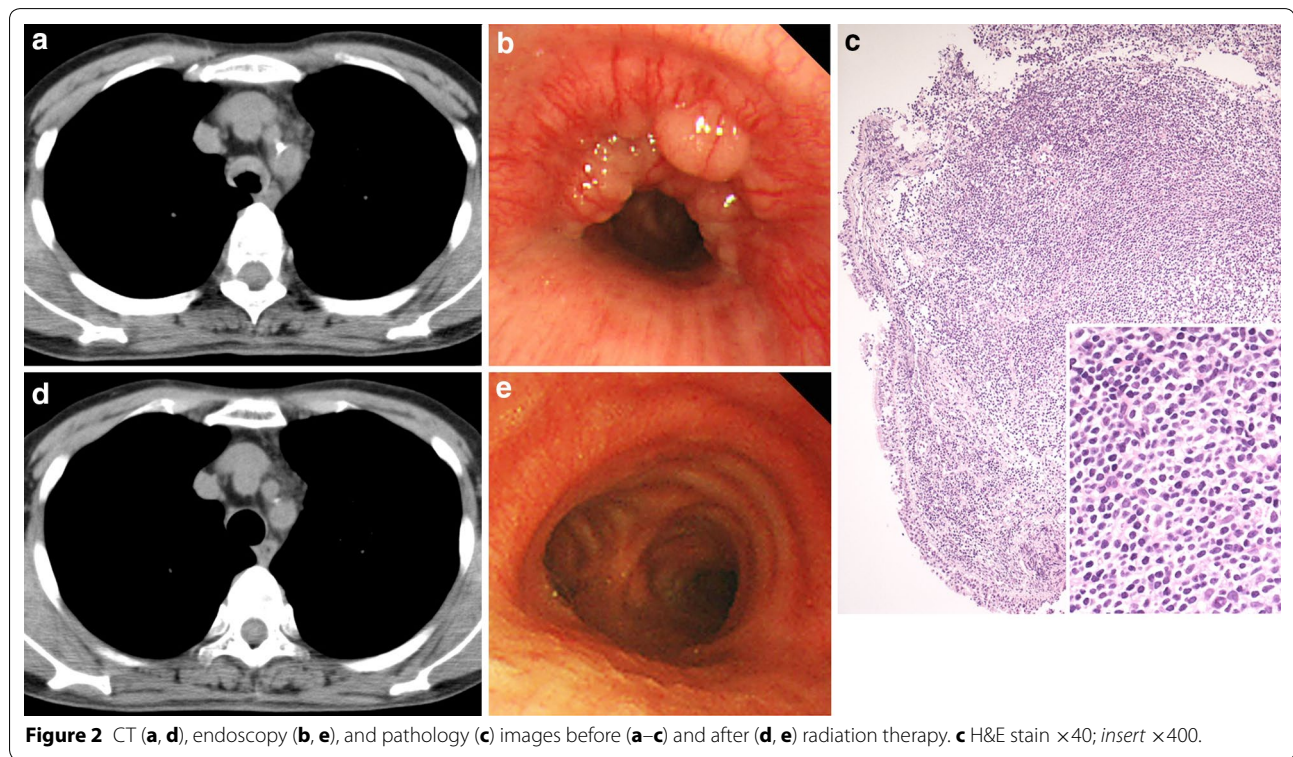 a
b
c
d
e
Figure 2 CT (a, d), endoscopy (b, e), and pathology (c) images before (a–c) and after (d, e) radiation therapy. c H&E stain ×40; insert ×400.